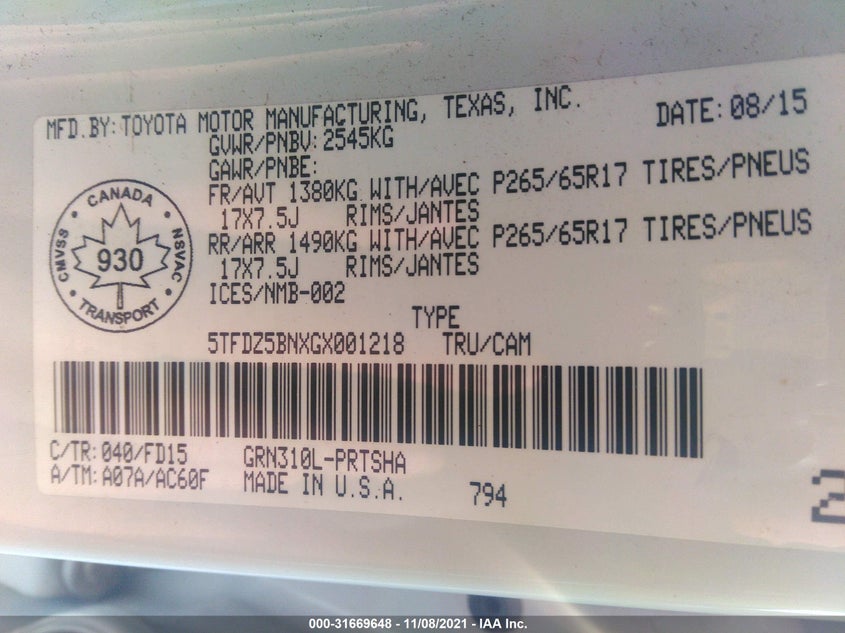 MFD.BY:TOYOTA MOTOR MANUFACTURING, TEXAS, INC. DATE:08/15
GVWR/PNBV:2545KG
GAWR/PNBE:
FR/AVT 1380KG WITH/AVEC P265/65R17 TIRES/PNEUS
17X7.5J RIMS/JANTES
RR/ARR 1490KG WITH/AVEC P265/65R17 TIRES/PNEUS
17X7.5J RIMS/JANTES
ICES/NMB-002
CANADA
CMVSS
930
NSVAC
TRANSPORT
TYPE
5TFDZ5BNXGX001218 TRU/CAM
C/TR:040/FD15 GRN310L-PRTSHA
A/TM:A07A/AC60F MADE IN U.S.A. 794
000-31669648 - 11/08/2021 - IAA Inc.